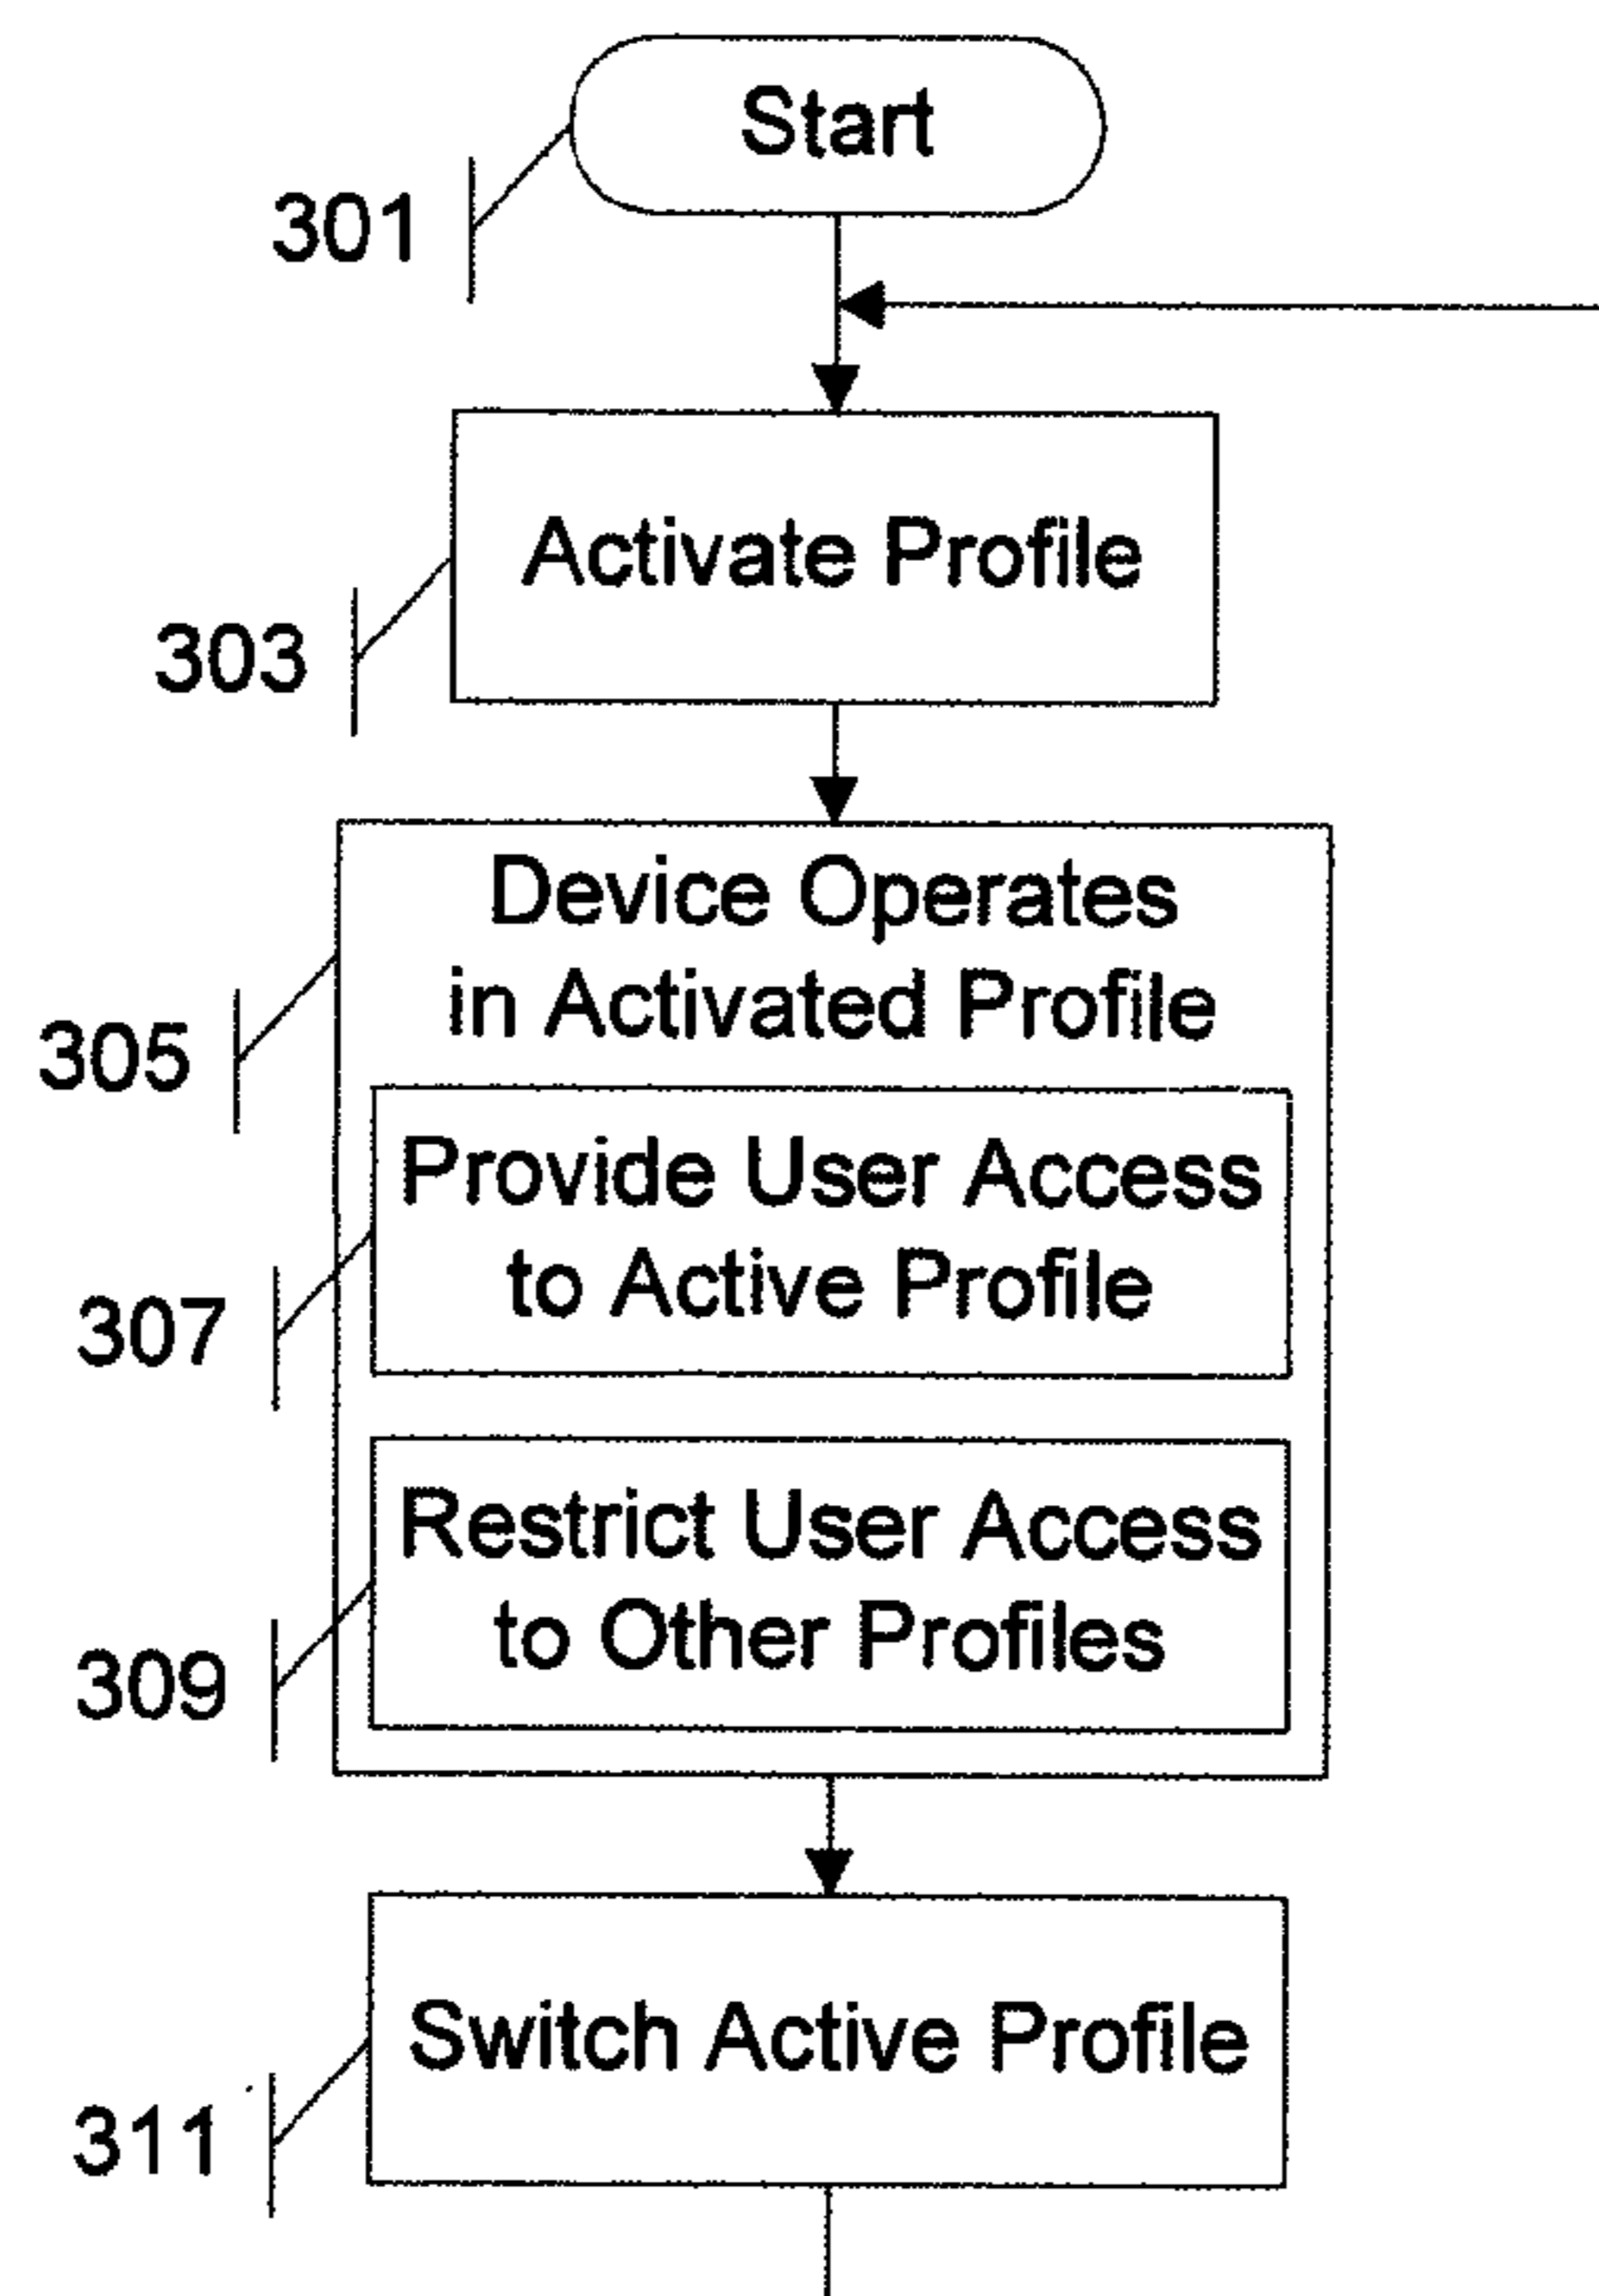 Start
301
Activate Profile
303
Device Operates
in Activated Profile
305
Provide User Access
to Active Profile
307
Restrict User Access
to Other Profiles
309
Switch Active Profile
311